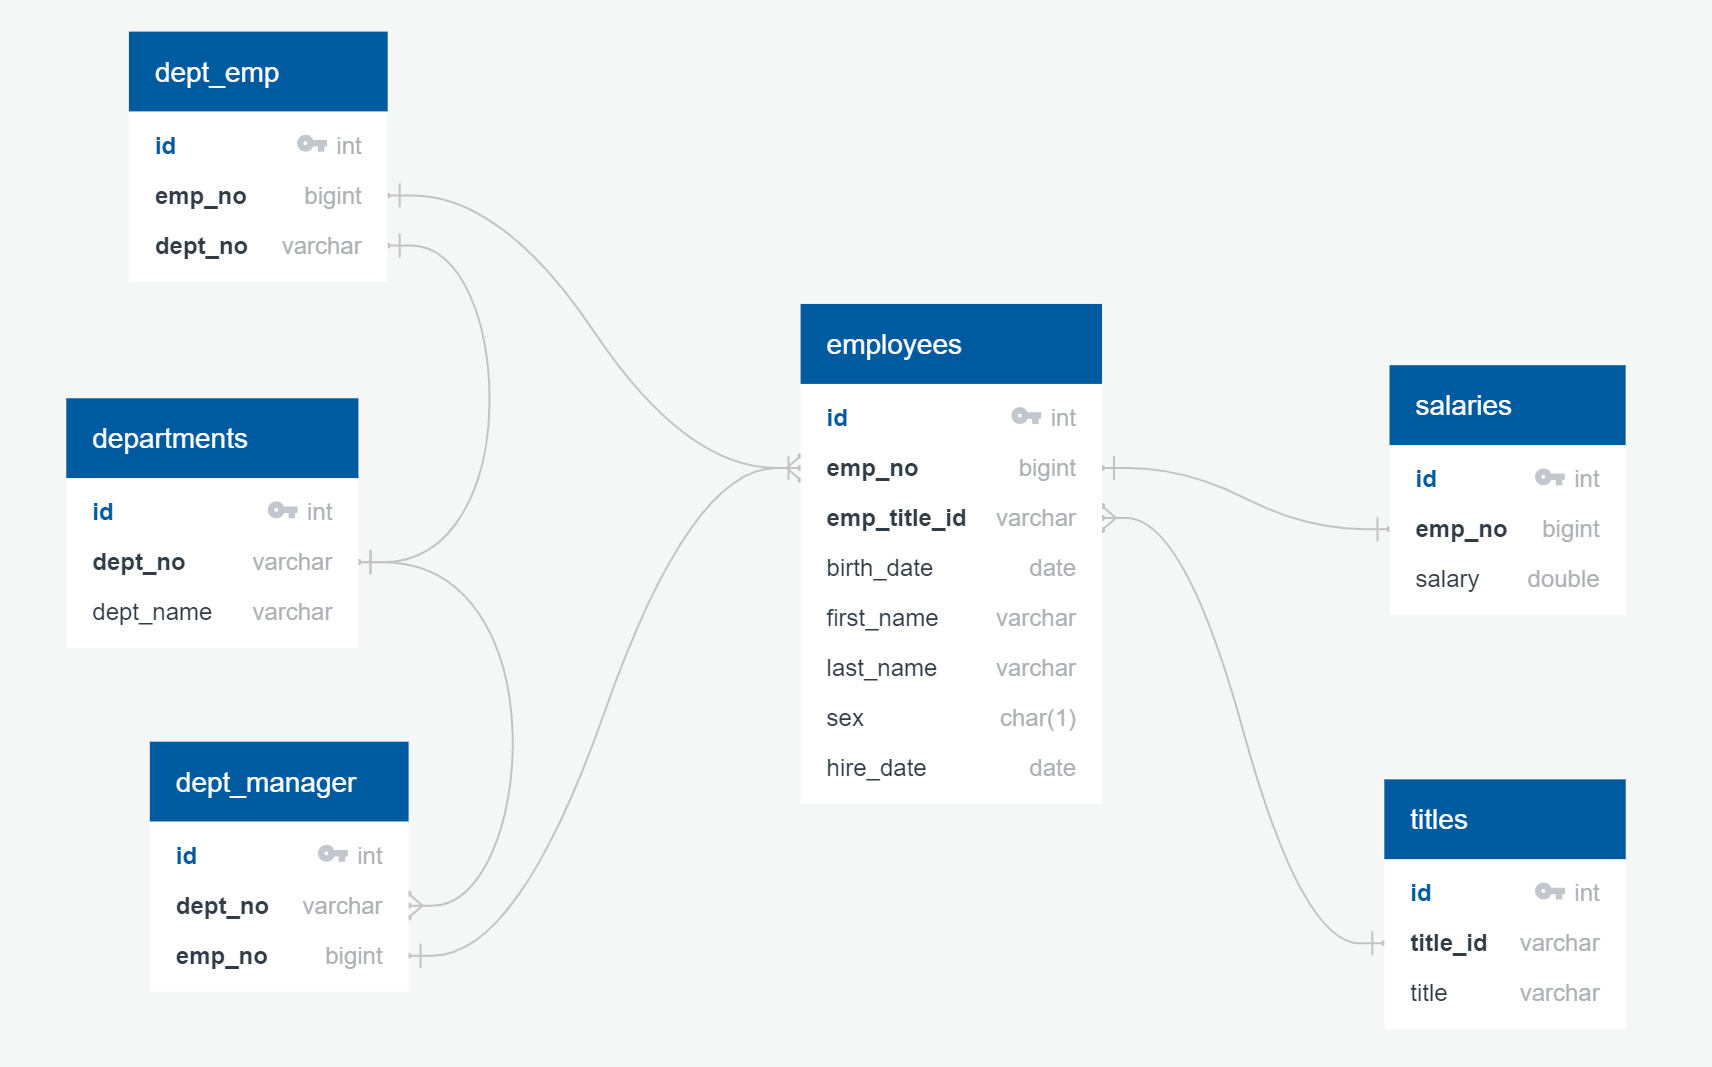 dept_emp
id int
emp_no bigint
dept_no varchar
departments
id int
dept_no varchar
dept_name varchar
dept_manager
id int
dept_no varchar
emp_no bigint
employees
id int
emp_no bigint
emp_title_id varchar
birth_date date
first_name varchar
last_name varchar
sex char(1)
hire_date date
salaries
id int
emp_no bigint
salary double
titles
id int
title_id varchar
title varchar